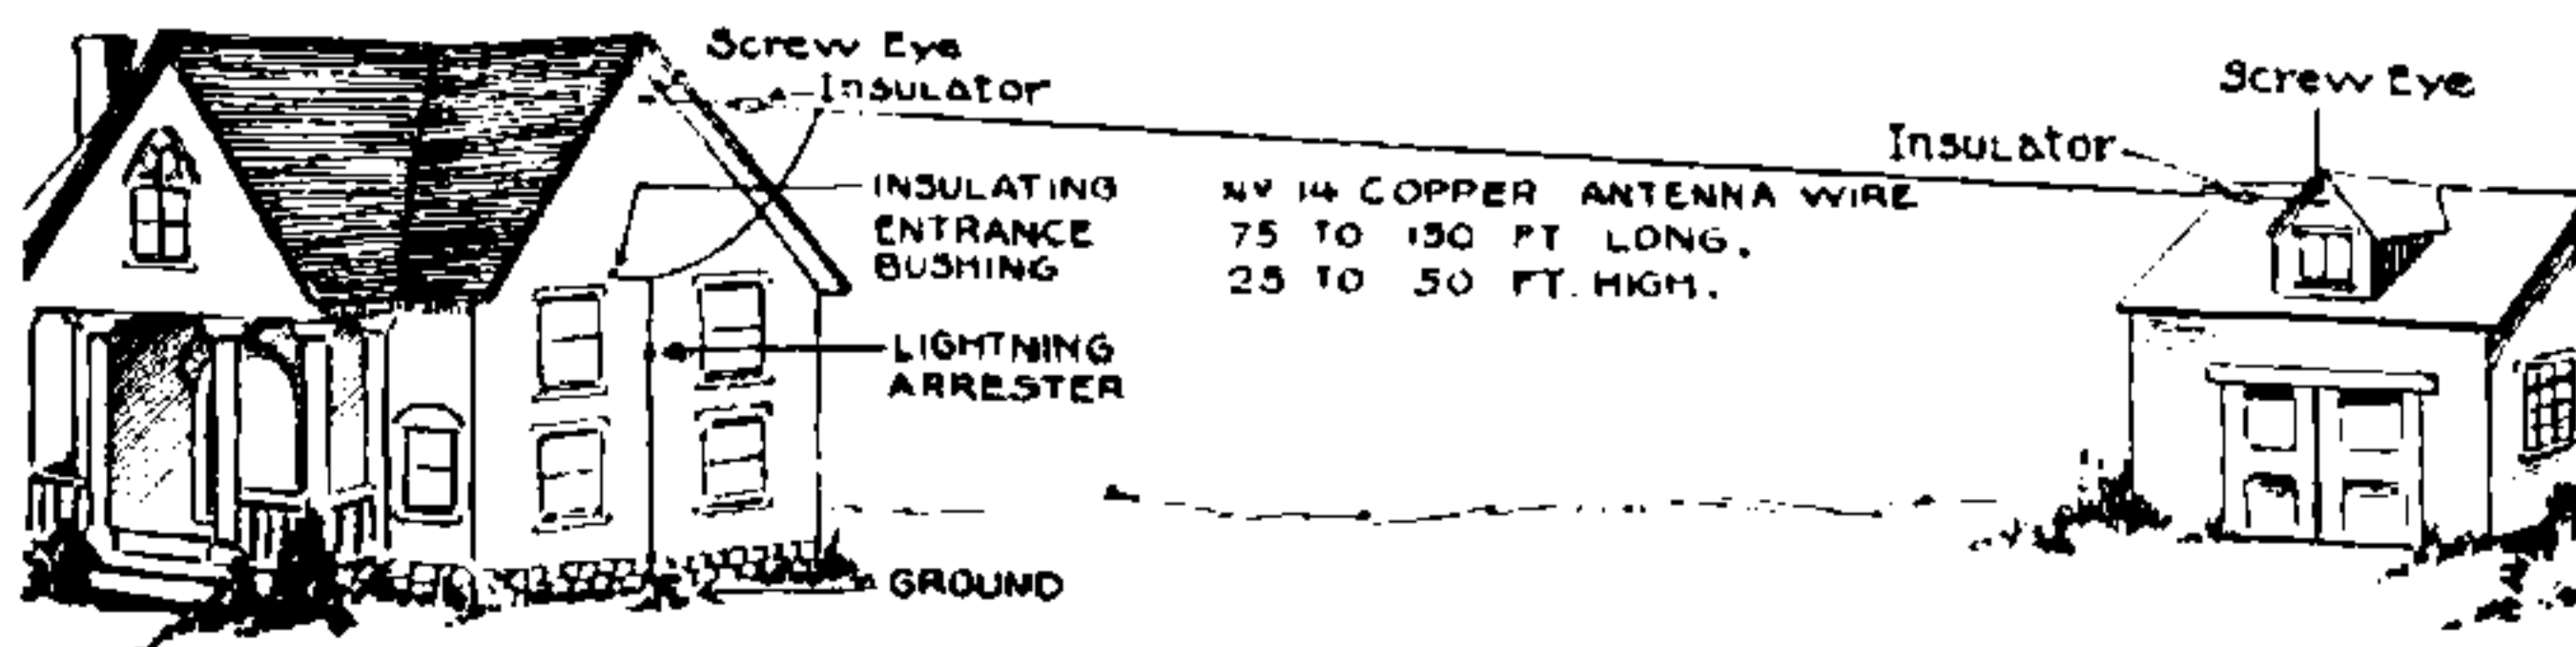 Screw Eye
Insulator
Screw Eye
Insulator
INSULATING
ENTRANCE
BUSHING
14 COPPER ANTENNA WIRE
75 TO 150 FT LONG.
25 TO 50 FT. HIGH.
LIGHTNING
ARRESTER
GROUND